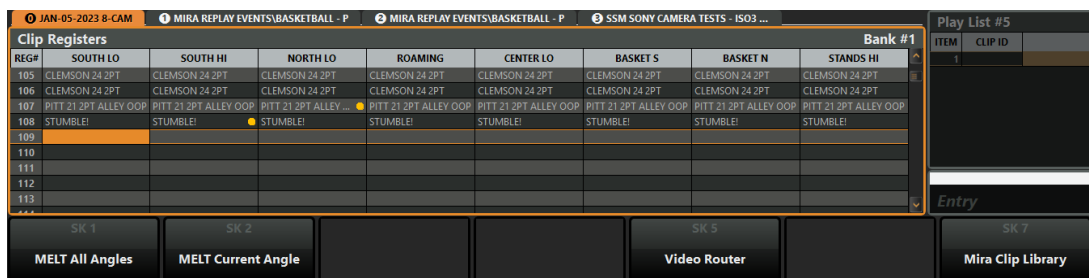 0 JAN-05-2023 8-CAM 1 MIRA REPLAY EVENTS\BASKETBALL - P 2 MIRA REPLAY EVENTS\BASKETBALL - P 3 SSM SONY CAMERA TESTS - ISO3 ...
Clip Registers Bank #1
REG# SOUTH LO SOUTH HI NORTH LO ROAMING CENTER LO BASKET S BASKET N STANDS HI
105 CLEMSON 24 2PT CLEMSON 24 2PT CLEMSON 24 2PT CLEMSON 24 2PT CLEMSON 24 2PT CLEMSON 24 2PT CLEMSON 24 2PT CLEMSON 24 2PT
106 CLEMSON 24 2PT CLEMSON 24 2PT CLEMSON 24 2PT CLEMSON 24 2PT CLEMSON 24 2PT CLEMSON 24 2PT CLEMSON 24 2PT CLEMSON 24 2PT
107 PITT 21 2PT ALLEY OOP PITT 21 2PT ALLEY OOP PITT 21 2PT ALLEY ... PITT 21 2PT ALLEY OOP PITT 21 2PT ALLEY OOP PITT 21 2PT ALLEY OOP PITT 21 2PT ALLEY OOP PITT 21 2PT ALLEY OOP
108 STUMBLE! STUMBLE! STUMBLE! STUMBLE! STUMBLE! STUMBLE! STUMBLE! STUMBLE!
109
110
111
112
113
Play List #5
ITEM CLIP ID
1
Entry
SK 1 SK 2 SK 5 SK 7
MELT All Angles MELT Current Angle Video Router Mira Clip Library